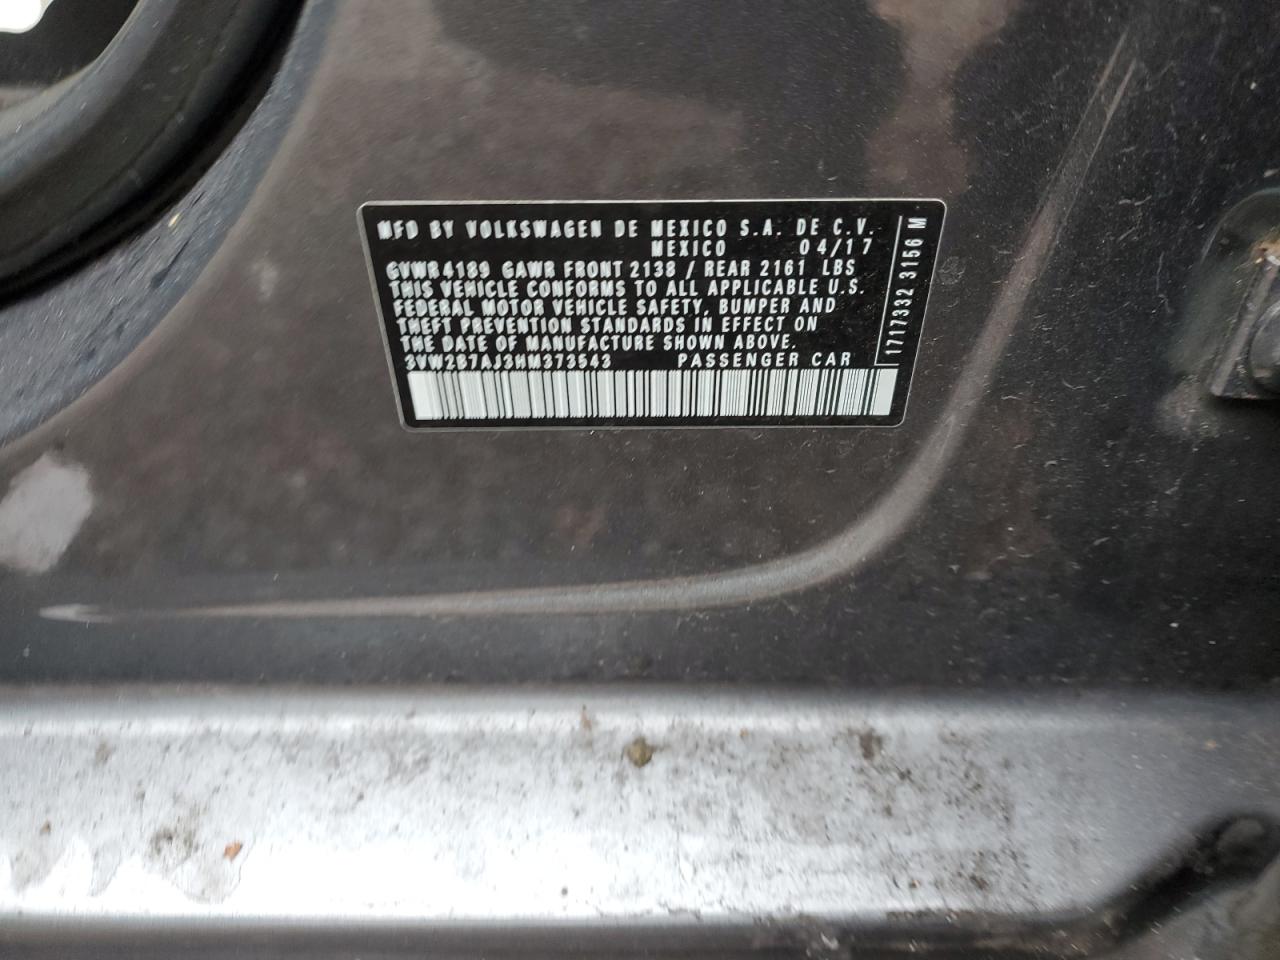 MFD BY VOLKSWAGEN DE MEXICO S.A. DE C.V.
MEXICO 04/17
GVWR 4189 GAWR FRONT 2138 / REAR 2161 LBS
THIS VEHICLE CONFORMS TO ALL APPLICABLE U.S.
FEDERAL MOTOR VEHICLE SAFETY, BUMPER AND
THEFT PREVENTION STANDARDS IN EFFECT ON
THE DATE OF MANUFACTURE SHOWN ABOVE.
3VW2B7AJ3HM373543 PASSENGER CAR
1717332 3156 M